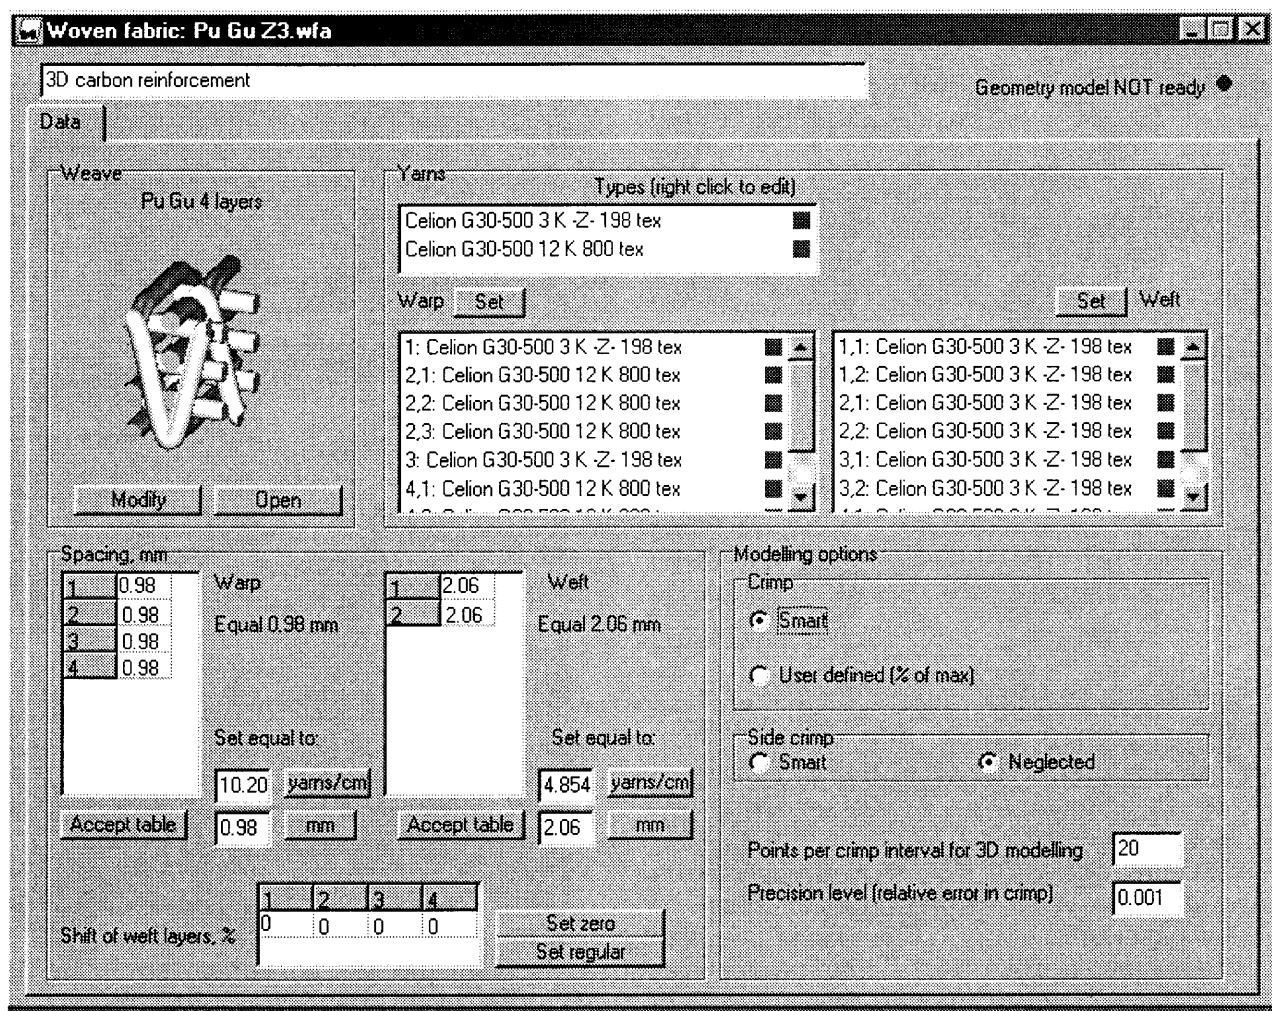 Woven fabric: Pu Gu Z3.wfa
3D carbon reinforcement
Geometry model NOT ready
Data
Weave
Pu Gu 4 layers
Modify
Open
Yarns
Types (right click to edit)
Celion G30-500 3 K -Z- 198 tex
Celion G30-500 12 K 800 tex
Warp
Set
Set
Weft
1: Celion G30-500 3 K -Z- 198 tex
2,1: Celion G30-500 12 K 800 tex
2,2: Celion G30-500 12 K 800 tex
2,3: Celion G30-500 12 K 800 tex
3: Celion G30-500 3 K -Z- 198 tex
4,1: Celion G30-500 12 K 800 tex
1,1: Celion G30-500 3 K -Z- 198 tex
1,2: Celion G30-500 3 K -Z- 198 tex
2,1: Celion G30-500 3 K -Z- 198 tex
2,2: Celion G30-500 3 K -Z- 198 tex
3,1: Celion G30-500 3 K -Z- 198 tex
3,2: Celion G30-500 3 K -Z- 198 tex
Spacing, mm
1 0.98
2 0.98
3 0.98
4 0.98
Warp
Equal 0.98 mm
Set equal to:
10.20 yarns/cm
Accept table
0.98 mm
1 2.06
2 2.06
Weft
Equal 2.06 mm
Set equal to:
4.854 yarns/cm
Accept table
2.06 mm
1 2 3 4
Shift of weft layers, % 0 0 0 0
Set zero
Set regular
Modelling options
Crimp
Smart
User defined (% of max)
Side crimp
Smart
Neglected
Points per crimp interval for 3D modelling 20
Precision level (relative error in crimp) 0.001